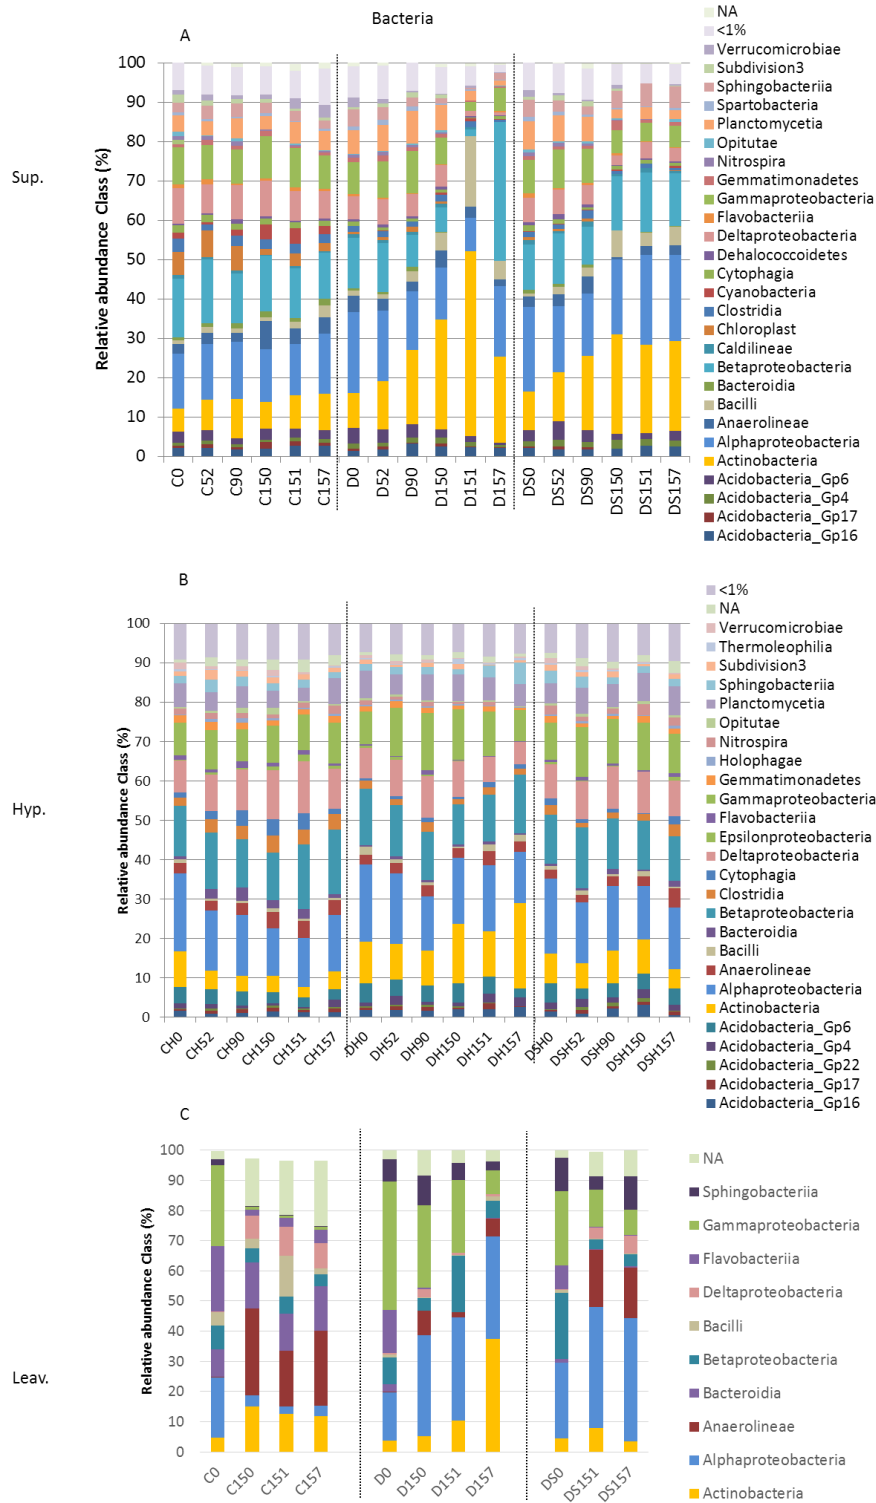 Bacteria
A
Sup.
Relative abundance Class (%)
100
90
80
70
60
50
40
30
20
10
0
C0 C52 C90 C150 C151 C157 D0 D52 D90 D150 D151 D157 DS0 DS52 DS90 DS150 DS151 DS157
NA
<1%
Verrucomicrobiae
Subdivision3
Sphingobacteriia
Spartobacteria
Planctomycetia
Opitutae
Nitrospira
Gemmatimonadetes
Gammaproteobacteria
Flavobacteriia
Deltaproteobacteria
Dehalococcoidetes
Cytophagia
Cyanobacteria
Clostridia
Chloroplast
Caldilineae
Betaproteobacteria
Bacteroidia
Bacilli
Anaerolineae
Alphaproteobacteria
Actinobacteria
Acidobacteria_Gp6
Acidobacteria_Gp4
Acidobacteria_Gp17
Acidobacteria_Gp16
B
Hyp.
Relative abundance Class (%)
100
90
80
70
60
50
40
30
20
10
0
CH0 CH52 CH90 CH150 CH151 CH157 DH0 DH52 DH90 DH150 DH151 DH157 DSH0 DSH52 DSH90 DSH150 DSH157
<1%
NA
Verrucomicrobiae
Thermoleophilia
Subdivision3
Sphingobacteriia
Planctomycetia
Opitutae
Nitrospira
Holophagae
Gemmatimonadetes
Gammaproteobacteria
Flavobacteriia
Epsilonproteobacteria
Deltaproteobacteria
Cytophagia
Clostridia
Betaproteobacteria
Bacteroidia
Bacilli
Anaerolineae
Alphaproteobacteria
Actinobacteria
Acidobacteria_Gp6
Acidobacteria_Gp4
Acidobacteria_Gp22
Acidobacteria_Gp17
Acidobacteria_Gp16
C
Leav.
Relative abundance Class (%)
100
90
80
70
60
50
40
30
20
10
0
C0 C150 C151 C157 D0 D150 D151 D157 DS0 DS151 DS157
NA
Sphingobacteriia
Gammaproteobacteria
Flavobacteriia
Deltaproteobacteria
Bacilli
Betaproteobacteria
Bacteroidia
Anaerolineae
Alphaproteobacteria
Actinobacteria